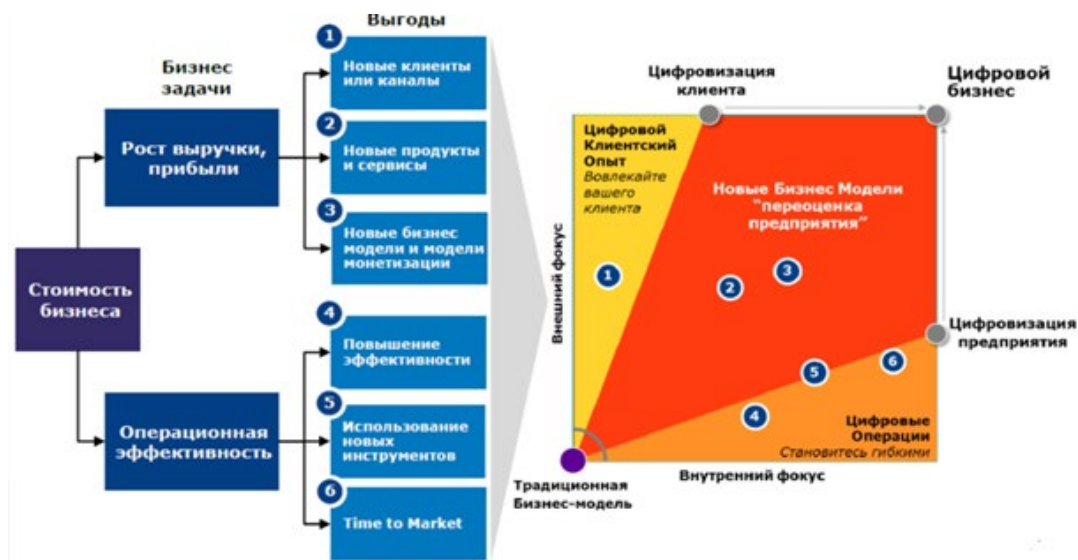 Выгоды
Бизнес
задачи
Стоимость
бизнеса
Рост выручки,
прибыли
Операционная
эффективность
1
Новые клиенты
или каналы
2
Новые продукты
и сервисы
3
Новые бизнес
модели и модели
монетизации
4
Повышение
эффективности
5
Использование
новых
инструментов
6
Time to Market
Цифровизация
клиента
Цифровой
бизнес
Цифровой
Клиентский
Опыт
Вовлекайте
вашего
клиента
Новые Бизнес Модели
"переоценка
предприятия"
1
2
3
Внешний фокус
Цифровизация
предприятия
6
5
4
Цифровые
Операции
Становитесь гибкими
Внутренний фокус
Традиционная
Бизнес-модель